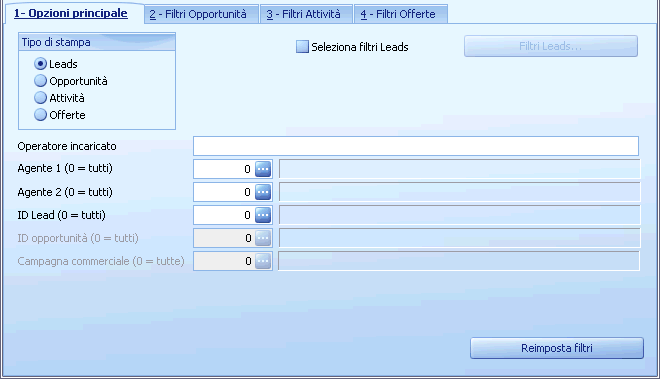 1- Opzioni principale  2 - Filtri Opportunità  3 - Filtri Attività  4 - Filtri Offerte
Tipo di stampa
Leads
Opportunità
Attività
Offerte
Seleziona filtri Leads
Filtri Leads...
Operatore incaricato
Agente 1 (0 = tutti) 0 ...
Agente 2 (0 = tutti) 0 ...
ID Lead (0 = tutti) 0 ...
ID opportunità (0 = tutti) 0 ...
Campagna commerciale (0 = tutte) 0 ...
Reimposta filtri